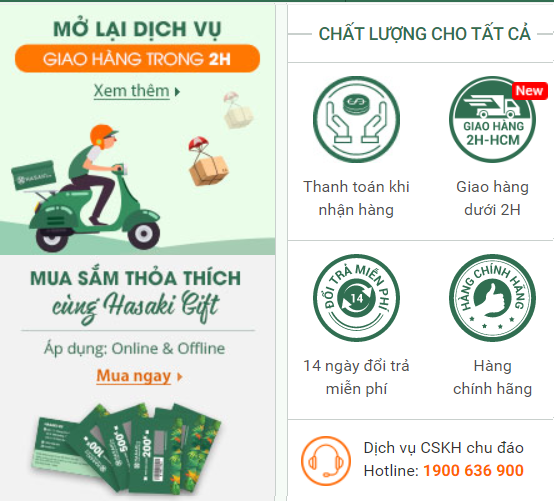 MỞ LẠI DỊCH VỤ
GIAO HÀNG TRONG 2H
Xem thêm
HASAKI
MUA SẮM THỎA THÍCH
cùng Hasaki Gift
Áp dụng: Online & Offline
Mua ngay
100K
500K
200K
CHẤT LƯỢNG CHO TẤT CẢ
Thanh toán khi
nhận hàng
New
GIAO HÀNG
2H-HCM
Giao hàng
dưới 2H
ĐỔI TRẢ MIỄN PHÍ
14
14 ngày đổi trả
miễn phí
HÀNG CHÍNH HÃNG
Hàng
chính hãng
Dịch vụ CSKH chu đáo
Hotline: 1900 636 900